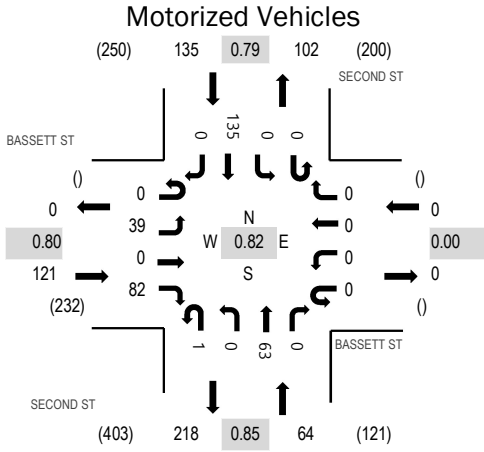 Motorized Vehicles
(250) 135 0.79 102 (200)
SECOND ST
BASSETT ST
0 135 0 0
() ()
0 0 0 0
39 0
N
0.80 W 0.82 E 0.00
121 0 0 0
S
82 0
(232) ()
1 0 63 0
BASSETT ST
SECOND ST
(403) 218 0.85 64 (121)